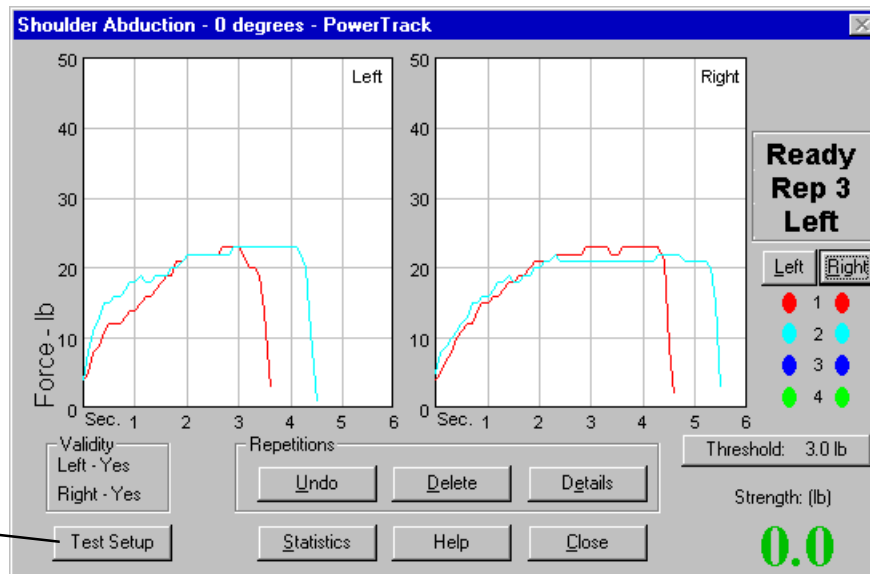 Shoulder Abduction - 0 degrees - PowerTrack
50
40
30
20
10
0
Force - lb
Left
Sec. 1 2 3 4 5 6
50
40
30
20
10
0
Right
Sec. 1 2 3 4 5 6
Ready
Rep 3
Left
Left Right
1
2
3
4
Threshold: 3.0 lb
Strength: (lb)
0.0
Validity
Left - Yes
Right - Yes
Repetitions
Undo Delete Details
Test Setup Statistics Help Close